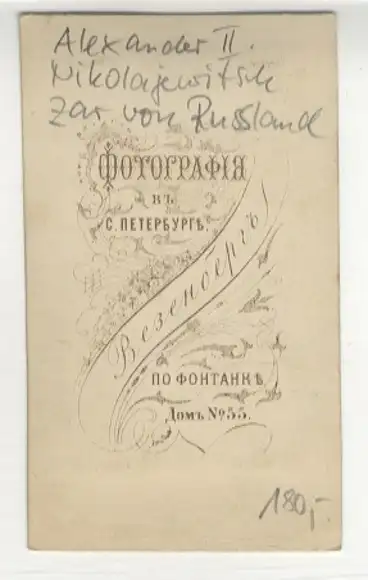 Alexander II.
Nikolajewitsch
Zar von Russland
ФОТОГРАФІЯ
ВЪ
С. ПЕТЕРБУРГѢ.
Везенбергъ
ПО ФОНТАНКѢ
Домъ №55.
180,-